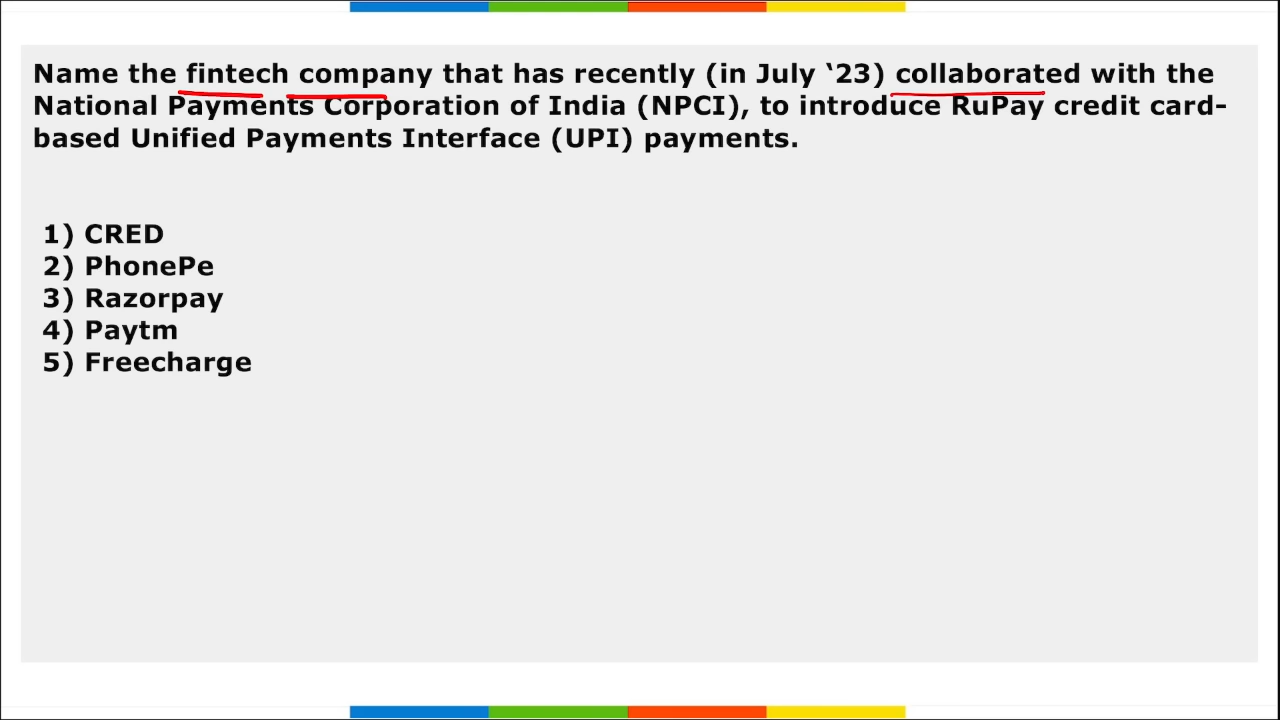 Name the fintech company that has recently (in July ‘23) collaborated with the
National Payments Corporation of India (NPCI), to introduce RuPay credit card-
based Unified Payments Interface (UPI) payments.
1) CRED
2) PhonePe
3) Razorpay
4) Paytm
5) Freecharge